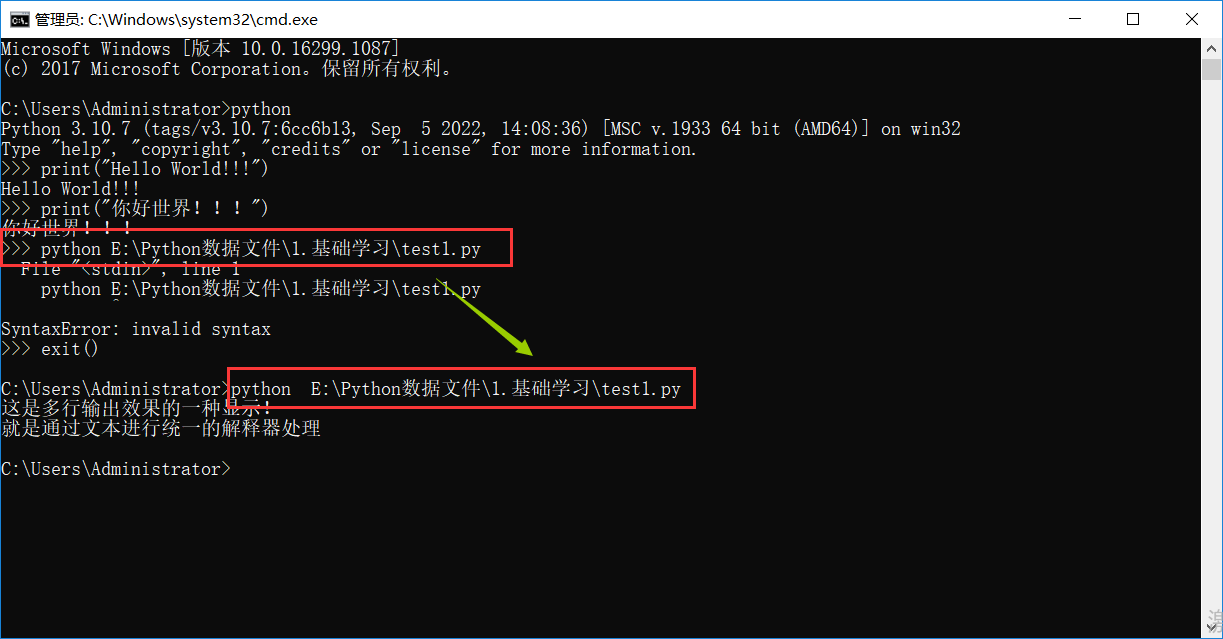 管理员: C:\Windows\system32\cmd.exe
Microsoft Windows [版本 10.0.16299.1087]
(c) 2017 Microsoft Corporation。保留所有权利。
C:\Users\Administrator>python
Python 3.10.7 (tags/v3.10.7:6cc6b13, Sep  5 2022, 14:08:36) [MSC v.1933 64 bit (AMD64)] on win32
Type "help", "copyright", "credits" or "license" for more information.
>>> print("Hello World!!!")
Hello World!!!
>>> print("你好世界！！！")
你好世界！！！
>>> python E:\Python数据文件\1.基础学习\test1.py
  File "<stdin>", line 1
    python E:\Python数据文件\1.基础学习\test1.py
           ^
SyntaxError: invalid syntax
>>> exit()
C:\Users\Administrator>python  E:\Python数据文件\1.基础学习\test1.py
这是多行输出效果的一种显示!
就是通过文本进行统一的解释器处理
C:\Users\Administrator>